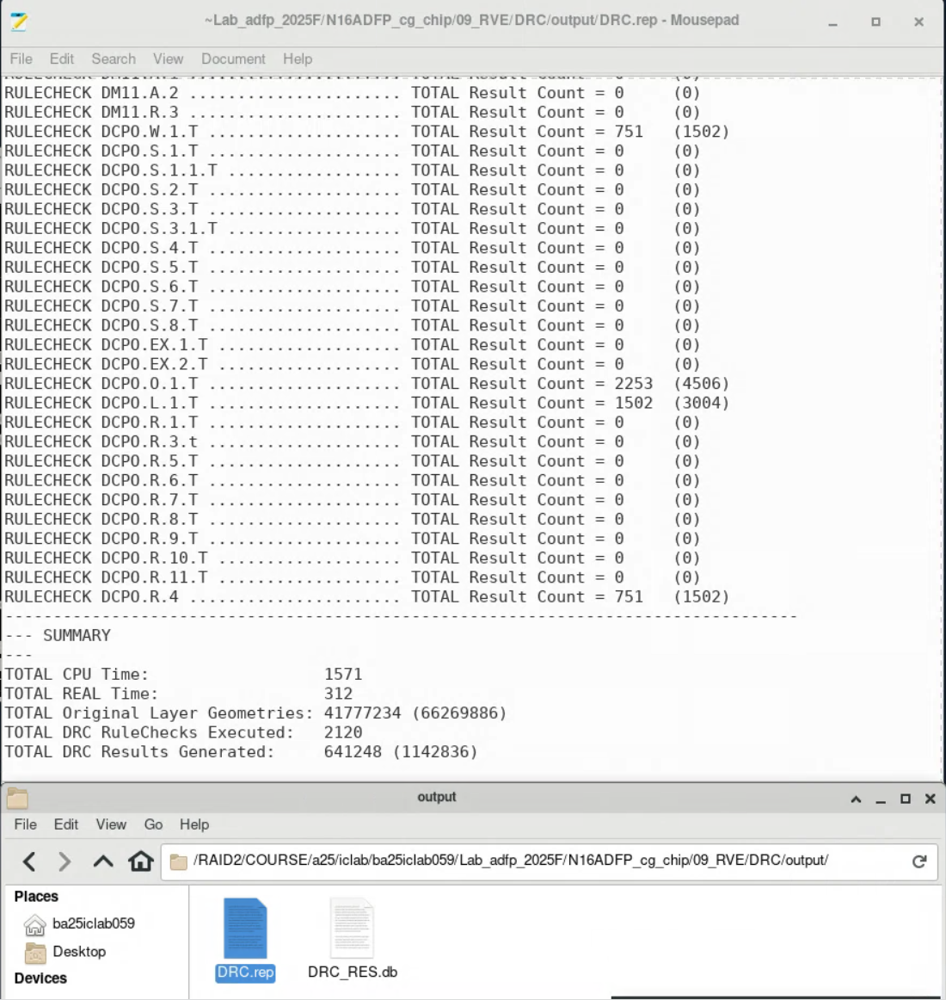 ~Lab_adfp_2025F/N16ADFP_cg_chip/09_RVE/DRC/output/DRC.rep - Mousepad
File Edit Search View Document Help
RULECHECK DM11.A.2 ...................... TOTAL Result Count = 0 (0)
RULECHECK DM11.R.3 ...................... TOTAL Result Count = 0 (0)
RULECHECK DCPO.W.1.T .................... TOTAL Result Count = 751 (1502)
RULECHECK DCPO.S.1.T .................... TOTAL Result Count = 0 (0)
RULECHECK DCPO.S.1.1.T .................. TOTAL Result Count = 0 (0)
RULECHECK DCPO.S.2.T .................... TOTAL Result Count = 0 (0)
RULECHECK DCPO.S.3.T .................... TOTAL Result Count = 0 (0)
RULECHECK DCPO.S.3.1.T .................. TOTAL Result Count = 0 (0)
RULECHECK DCPO.S.4.T .................... TOTAL Result Count = 0 (0)
RULECHECK DCPO.S.5.T .................... TOTAL Result Count = 0 (0)
RULECHECK DCPO.S.6.T .................... TOTAL Result Count = 0 (0)
RULECHECK DCPO.S.7.T .................... TOTAL Result Count = 0 (0)
RULECHECK DCPO.S.8.T .................... TOTAL Result Count = 0 (0)
RULECHECK DCPO.EX.1.T ................... TOTAL Result Count = 0 (0)
RULECHECK DCPO.EX.2.T ................... TOTAL Result Count = 0 (0)
RULECHECK DCPO.O.1.T .................... TOTAL Result Count = 2253 (4506)
RULECHECK DCPO.L.1.T .................... TOTAL Result Count = 1502 (3004)
RULECHECK DCPO.R.1.T .................... TOTAL Result Count = 0 (0)
RULECHECK DCPO.R.3.t .................... TOTAL Result Count = 0 (0)
RULECHECK DCPO.R.5.T .................... TOTAL Result Count = 0 (0)
RULECHECK DCPO.R.6.T .................... TOTAL Result Count = 0 (0)
RULECHECK DCPO.R.7.T .................... TOTAL Result Count = 0 (0)
RULECHECK DCPO.R.8.T .................... TOTAL Result Count = 0 (0)
RULECHECK DCPO.R.9.T .................... TOTAL Result Count = 0 (0)
RULECHECK DCPO.R.10.T ................... TOTAL Result Count = 0 (0)
RULECHECK DCPO.R.11.T ................... TOTAL Result Count = 0 (0)
RULECHECK DCPO.R.4 ...................... TOTAL Result Count = 751 (1502)
----------------------------------------------------------------------------------
--- SUMMARY
---
TOTAL CPU Time: 1571
TOTAL REAL Time: 312
TOTAL Original Layer Geometries: 41777234 (66269886)
TOTAL DRC RuleChecks Executed: 2120
TOTAL DRC Results Generated: 641248 (1142836)
output
File Edit View Go Help
/RAID2/COURSE/a25/iclab/ba25iclab059/Lab_adfp_2025F/N16ADFP_cg_chip/09_RVE/DRC/output/
Places
ba25iclab059
Desktop
Devices
DRC.rep
DRC_RES.db